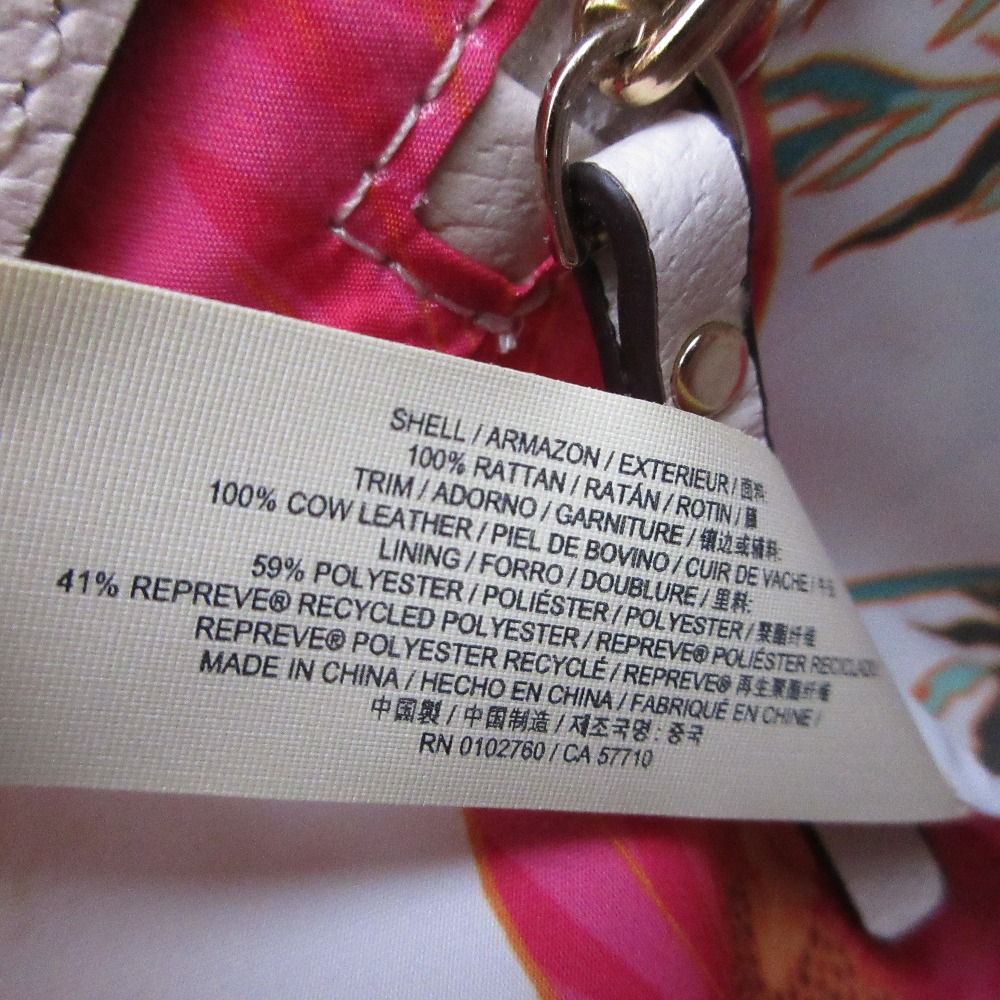 SHELL / ARMAZON / EXTERIEUR / 面料
100% RATTAN / RATÁN / ROTIN / 藤
TRIM / ADORNO / GARNITURE / 镶边或辅料:
100% COW LEATHER / PIEL DE BOVINO / CUIR DE VACHE /
LINING / FORRO / DOUBLURE / 里料:
59% POLYESTER / POLIÉSTER / POLYESTER / 聚酯纤维
41% REPREVE® RECYCLED POLYESTER / REPREVE® POLIÉSTER RECICLADO
REPREVE® POLYESTER RECYCLÉ / REPREVE® 再生聚酯纤维
MADE IN CHINA / HECHO EN CHINA / FABRIQUÉ EN CHINE /
中國製 / 中国制造 / 제조국명 : 중국
RN 0102760 / CA 57710